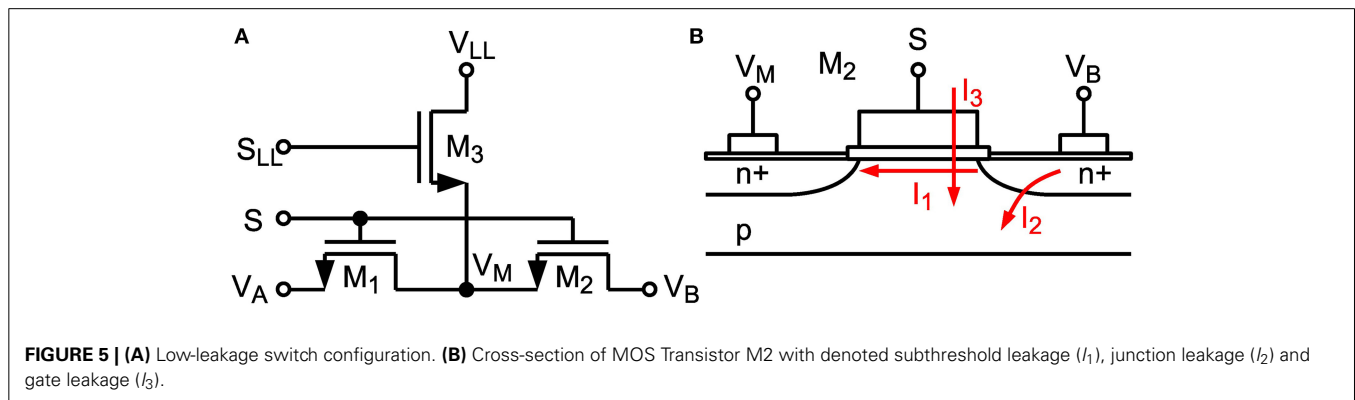 A
V_LL
S_LL
M_3
S
M_1
V_M
M_2
V_A
V_B
B
S
V_M
M_2
V_B
I_3
n+
n+
I_1
I_2
p
FIGURE 5 | (A) Low-leakage switch configuration. (B) Cross-section of MOS Transistor M2 with denoted subthreshold leakage (I_1), junction leakage (I_2) and
gate leakage (I_3).